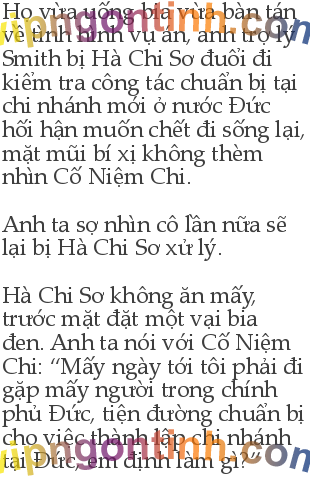 Họ vừa uống bia vừa bàn tán
về tình hình vụ án, anh trợ lý
Smith bị Hà Chi Sơ đuổi đi
kiểm tra công tác chuẩn bị tại
chi nhánh mới ở nước Đức
hối hận muốn chết đi sống lại,
mặt mũi bí xị không thèm
nhìn Cố Niệm Chi.
Anh ta sợ nhìn cô lần nữa sẽ
lại bị Hà Chi Sơ xử lý.
Hà Chi Sơ không ăn mấy,
trước mặt đặt một vại bia
đen. Anh ta nói với Cố Niệm
Chi: “Mấy ngày tới tôi phải đi
gặp mấy người trong chính
phủ Đức, tiện đường chuẩn bị
cho việc thành lập chi nhánh
tại Đức, em định làm gì?”
vipngontinh.com
vipngontinh.com